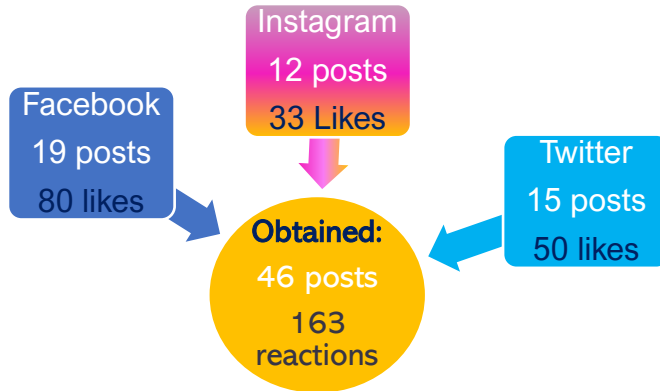 Instagram
12 posts
33 Likes
Facebook
19 posts
80 likes
Twitter
15 posts
50 likes
Obtained:
46 posts
163
reactions